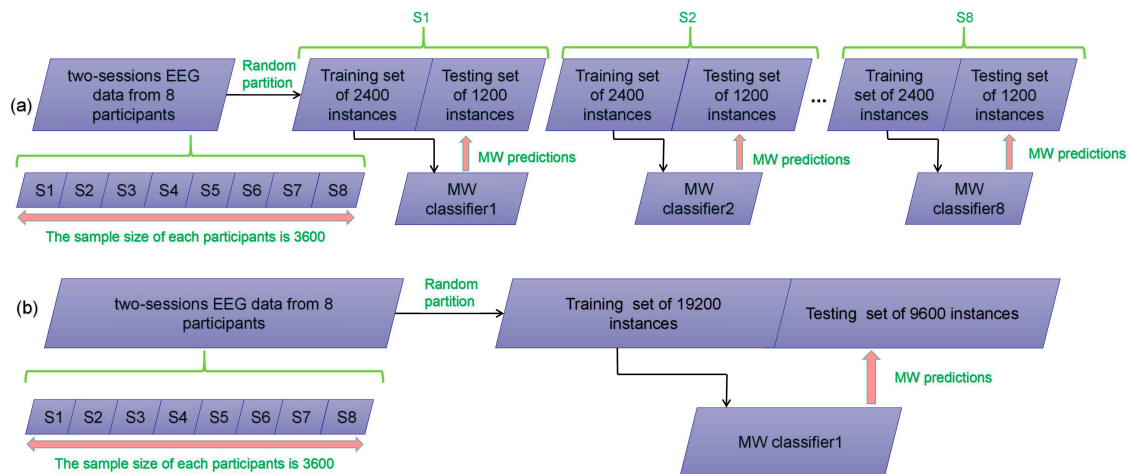 S1
S2
S8
(a)
two-sessions EEG
data from 8
participants
Random
partition
Training set
of 2400
instances
Testing set
of 1200
instances
Training set
of 2400
instances
Testing set
of 1200
instances
...
Training
set of 2400
instances
Testing set
of 1200
instances
MW predictions
MW predictions
MW predictions
S1 S2 S3 S4 S5 S6 S7 S8
MW
classifier1
MW
classifier2
MW
classifier8
The sample size of each participants is 3600
(b)
two-sessions EEG data from 8
participants
Random
partition
Training set of 19200
instances
Testing set of 9600 instances
MW predictions
S1 S2 S3 S4 S5 S6 S7 S8
MW classifier1
The sample size of each participants is 3600